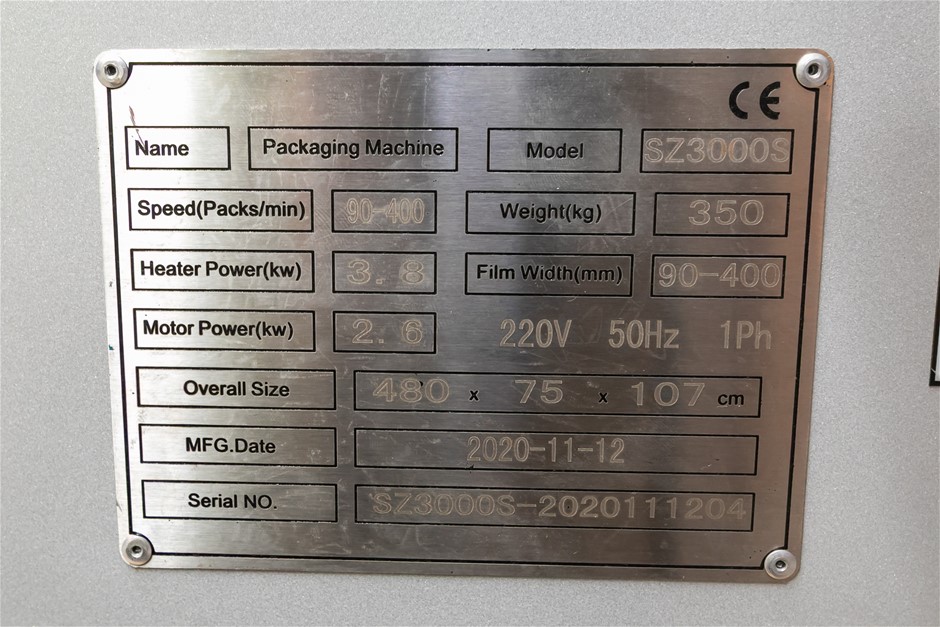 CE
Name Packaging Machine Model SZ3000S
Speed(Packs/min) 90-400 Weight(kg) 350
Heater Power(kw) 3.8 Film Width(mm) 90-400
Motor Power(kw) 2.6 220V 50Hz 1Ph
Overall Size 480 x 75 x 107 cm
MFG.Date 2020-11-12
Serial NO. SZ3000S-2020111204